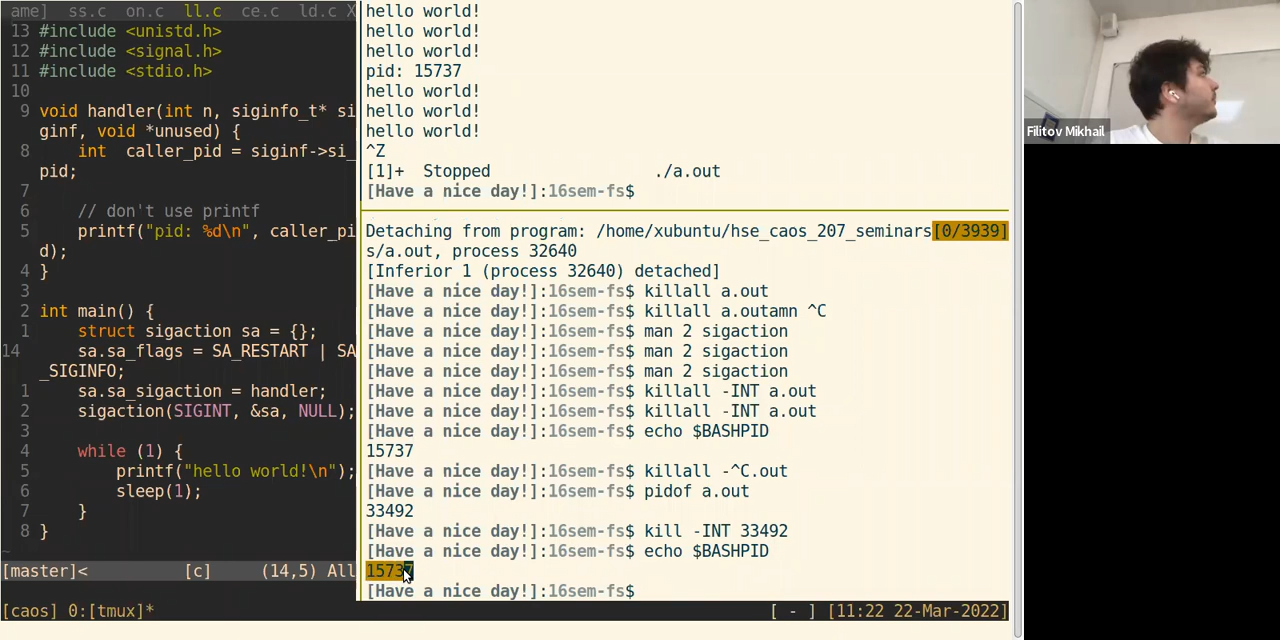 ame]  ss.c  on.c  ll.c  ce.c  ld.c X
13 #include <unistd.h>
12 #include <signal.h>
11 #include <stdio.h>
10
9 void handler(int n, siginfo_t* si
ginf, void *unused) {
8     int  caller_pid = siginf->si_
pid;
7
6     // don't use printf
5     printf("pid: %d\n", caller_pi
d);
4 }
3
2 int main() {
1     struct sigaction sa = {};
14     sa.sa_flags = SA_RESTART | SA
_SIGINFO;
1     sa.sa_sigaction = handler;
2     sigaction(SIGINT, &sa, NULL);
3
4     while (1) {
5         printf("hello world!\n");
6         sleep(1);
7     }
8 }
~
[master]<          [c]     (14,5) All
hello world!
hello world!
hello world!
pid: 15737
hello world!
hello world!
hello world!
^Z
[1]+  Stopped                 ./a.out
[Have a nice day!]:16sem-fs$
Detaching from program: /home/xubuntu/hse_caos_207_seminars[0/3939]
s/a.out, process 32640
[Inferior 1 (process 32640) detached]
[Have a nice day!]:16sem-fs$ killall a.out
[Have a nice day!]:16sem-fs$ killall a.outamn ^C
[Have a nice day!]:16sem-fs$ man 2 sigaction
[Have a nice day!]:16sem-fs$ man 2 sigaction
[Have a nice day!]:16sem-fs$ man 2 sigaction
[Have a nice day!]:16sem-fs$ killall -INT a.out
[Have a nice day!]:16sem-fs$ killall -INT a.out
[Have a nice day!]:16sem-fs$ echo $BASHPID
15737
[Have a nice day!]:16sem-fs$ killall -^C.out
[Have a nice day!]:16sem-fs$ pidof a.out
33492
[Have a nice day!]:16sem-fs$ kill -INT 33492
[Have a nice day!]:16sem-fs$ echo $BASHPID
15737
[Have a nice day!]:16sem-fs$
[caos] 0:[tmux]*                    [ - ] [11:22 22-Mar-2022]
Filitov Mikhail